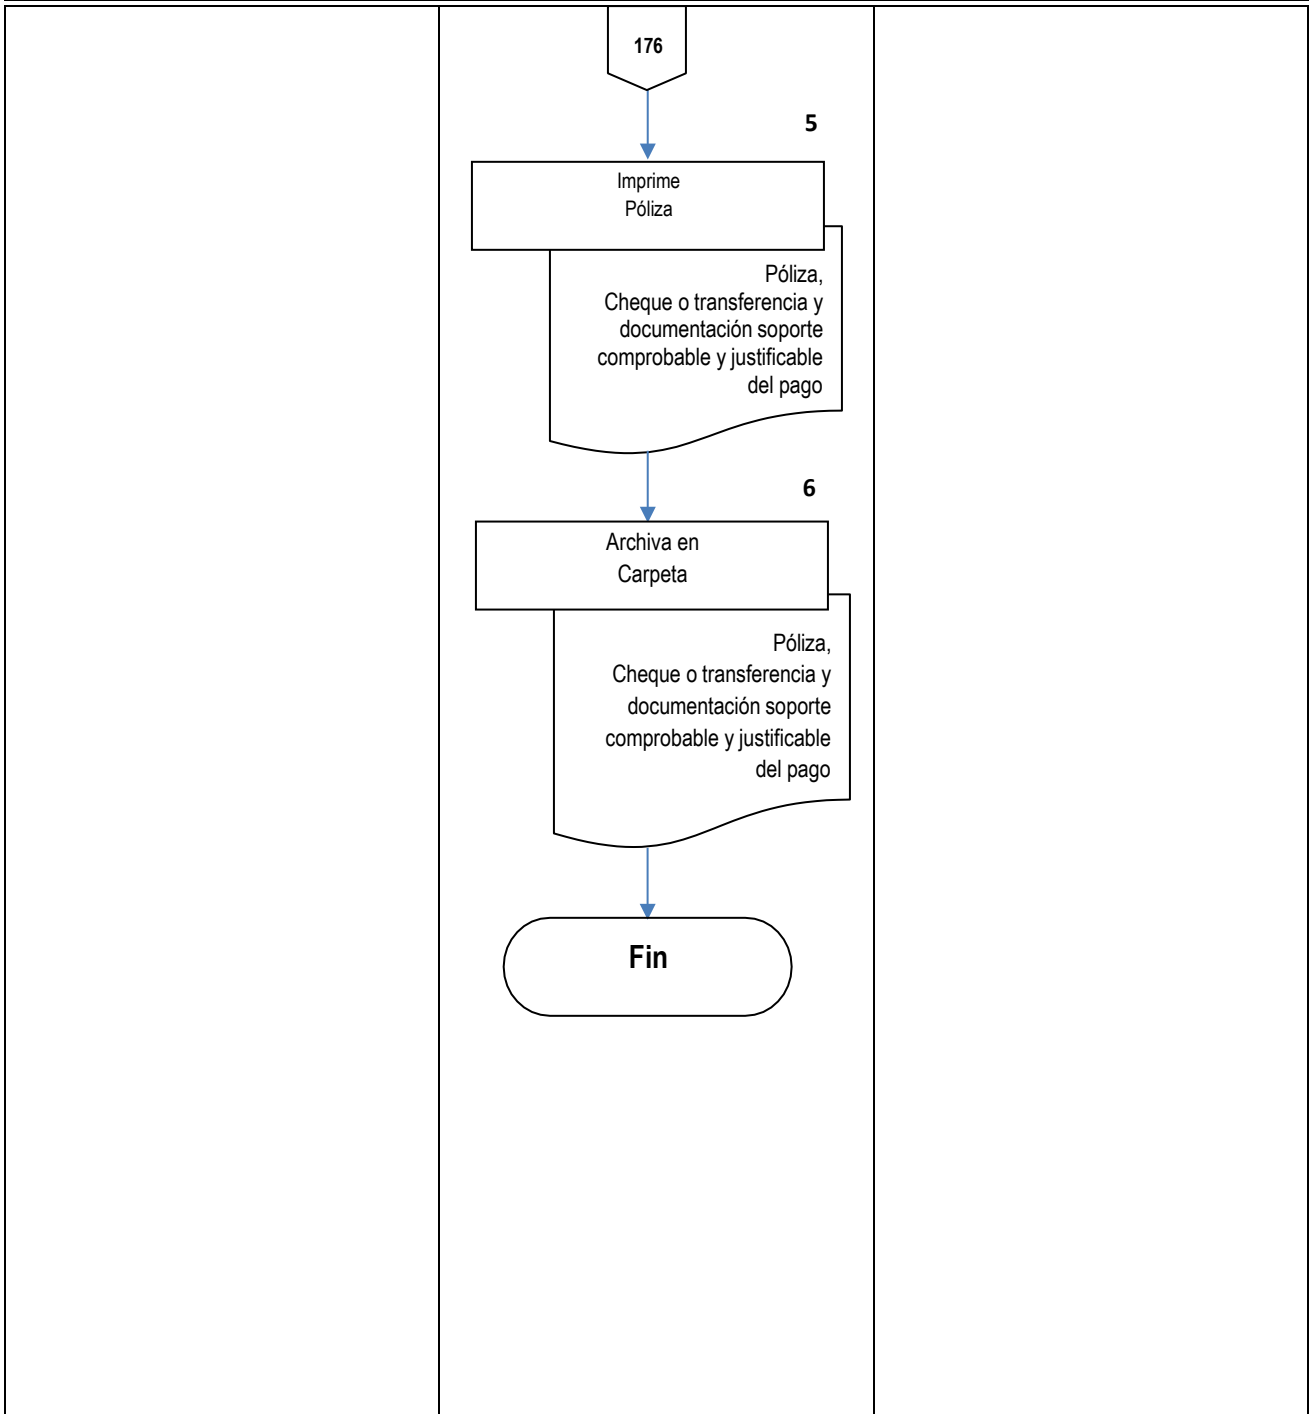 176
5
Imprime
Póliza
Póliza,
Cheque o transferencia y
documentación soporte
comprobable y justificable
del pago
6
Archiva en
Carpeta
Póliza,
Cheque o transferencia y
documentación soporte
comprobable y justificable
del pago
Fin